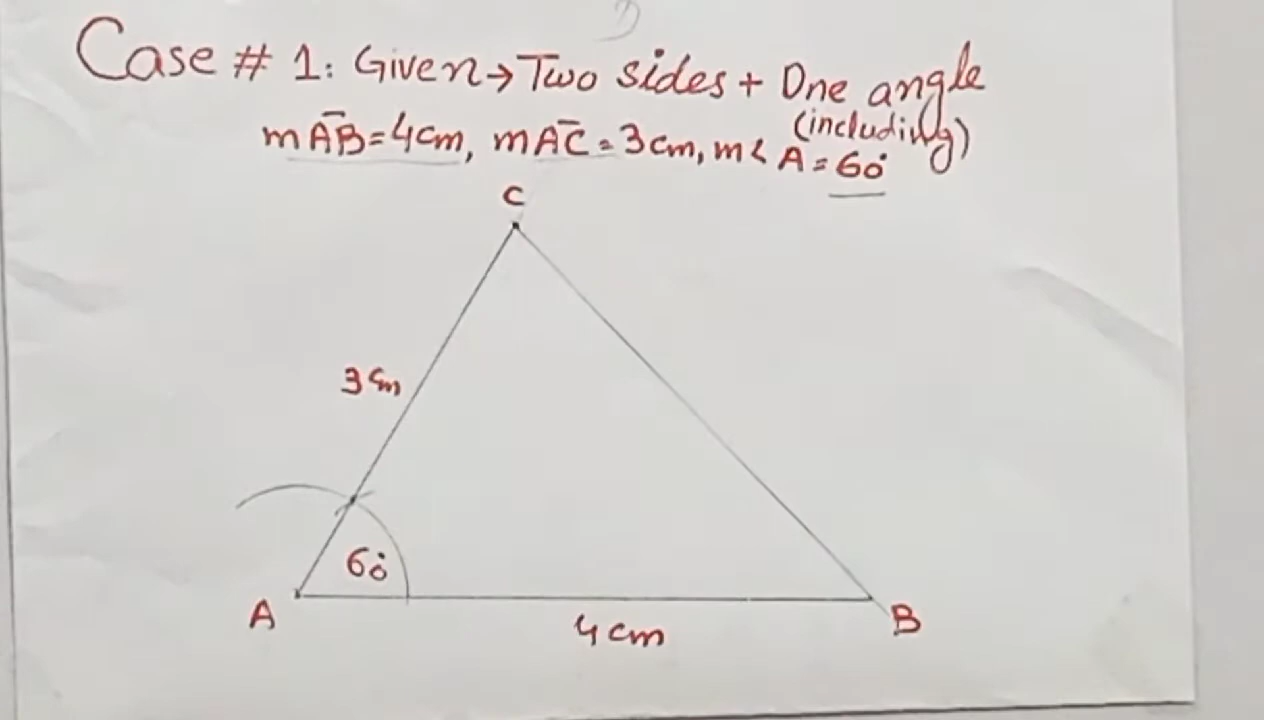 Case # 1: Given→Two sides + One angle
(including)
mAB=4cm, mAC=3cm, m< A=60°
C
3cm
60°
A
B
4cm